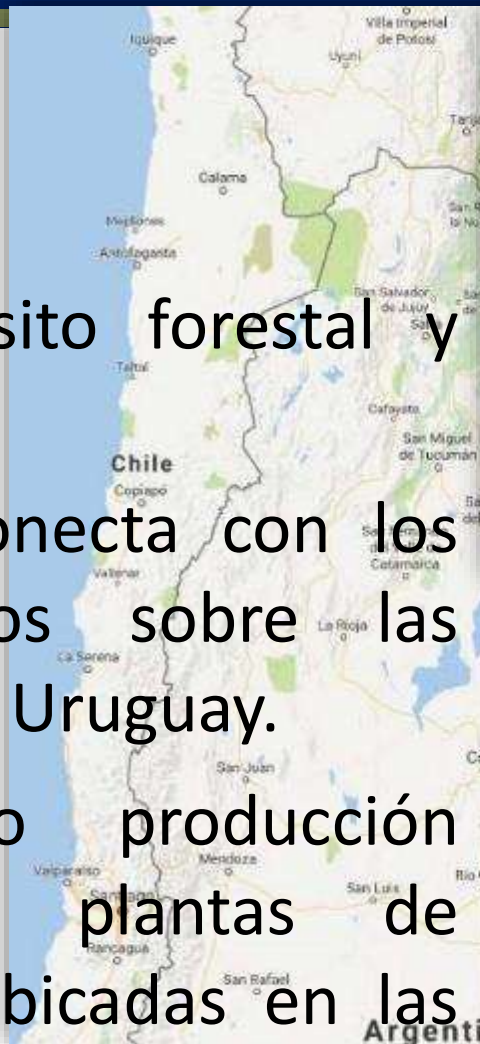 Villa Imperial
de Potosí
Iquique
Uyuni
Calama
Mejillones
Antofagasta
San Salvador
de Jujuy
sito forestal y
Taltal
Cafayate
San Miguel
de Tucumán
Chile
Copiapó
onecta con los
Catamarca
Vallenar
os sobre las
La Rioja
La Serena
Uruguay.
San Juan
o producción
Valparaíso
Mendoza
San Luis
Santiago
plantas de
Rancagua
San Rafael
bicadas en las
Argenti